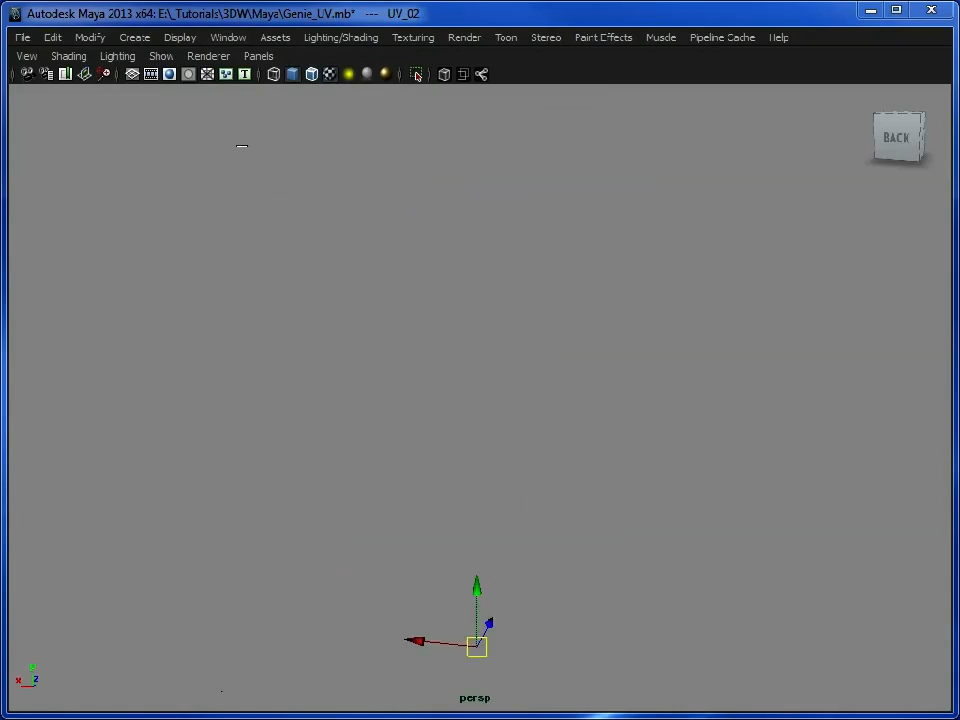 Autodesk Maya 2013 x64: E:\_Tutorials\3DW\Maya\Genie_UV.mb*   ---   UV_02
File Edit Modify Create Display Window Assets Lighting/Shading Texturing Render Toon Stereo Paint Effects Muscle Pipeline Cache Help
View Shading Lighting Show Renderer Panels
BACK
x z
persp